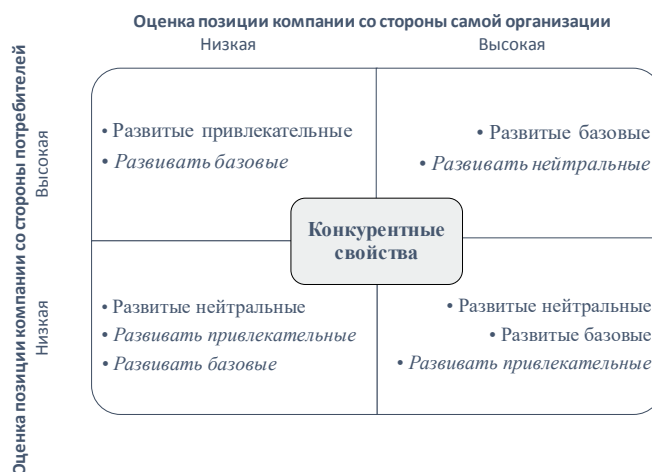 Оценка позиции компании со стороны самой организации
Низкая
Высокая
Оценка позиции компании со стороны потребителей
Высокая
Низкая
• Развитые привлекательные
• Развивать базовые
• Развитые базовые
• Развивать нейтральные
Конкурентные
свойства
• Развитые нейтральные
• Развивать привлекательные
• Развивать базовые
• Развитые нейтральные
• Развитые базовые
• Развивать привлекательные